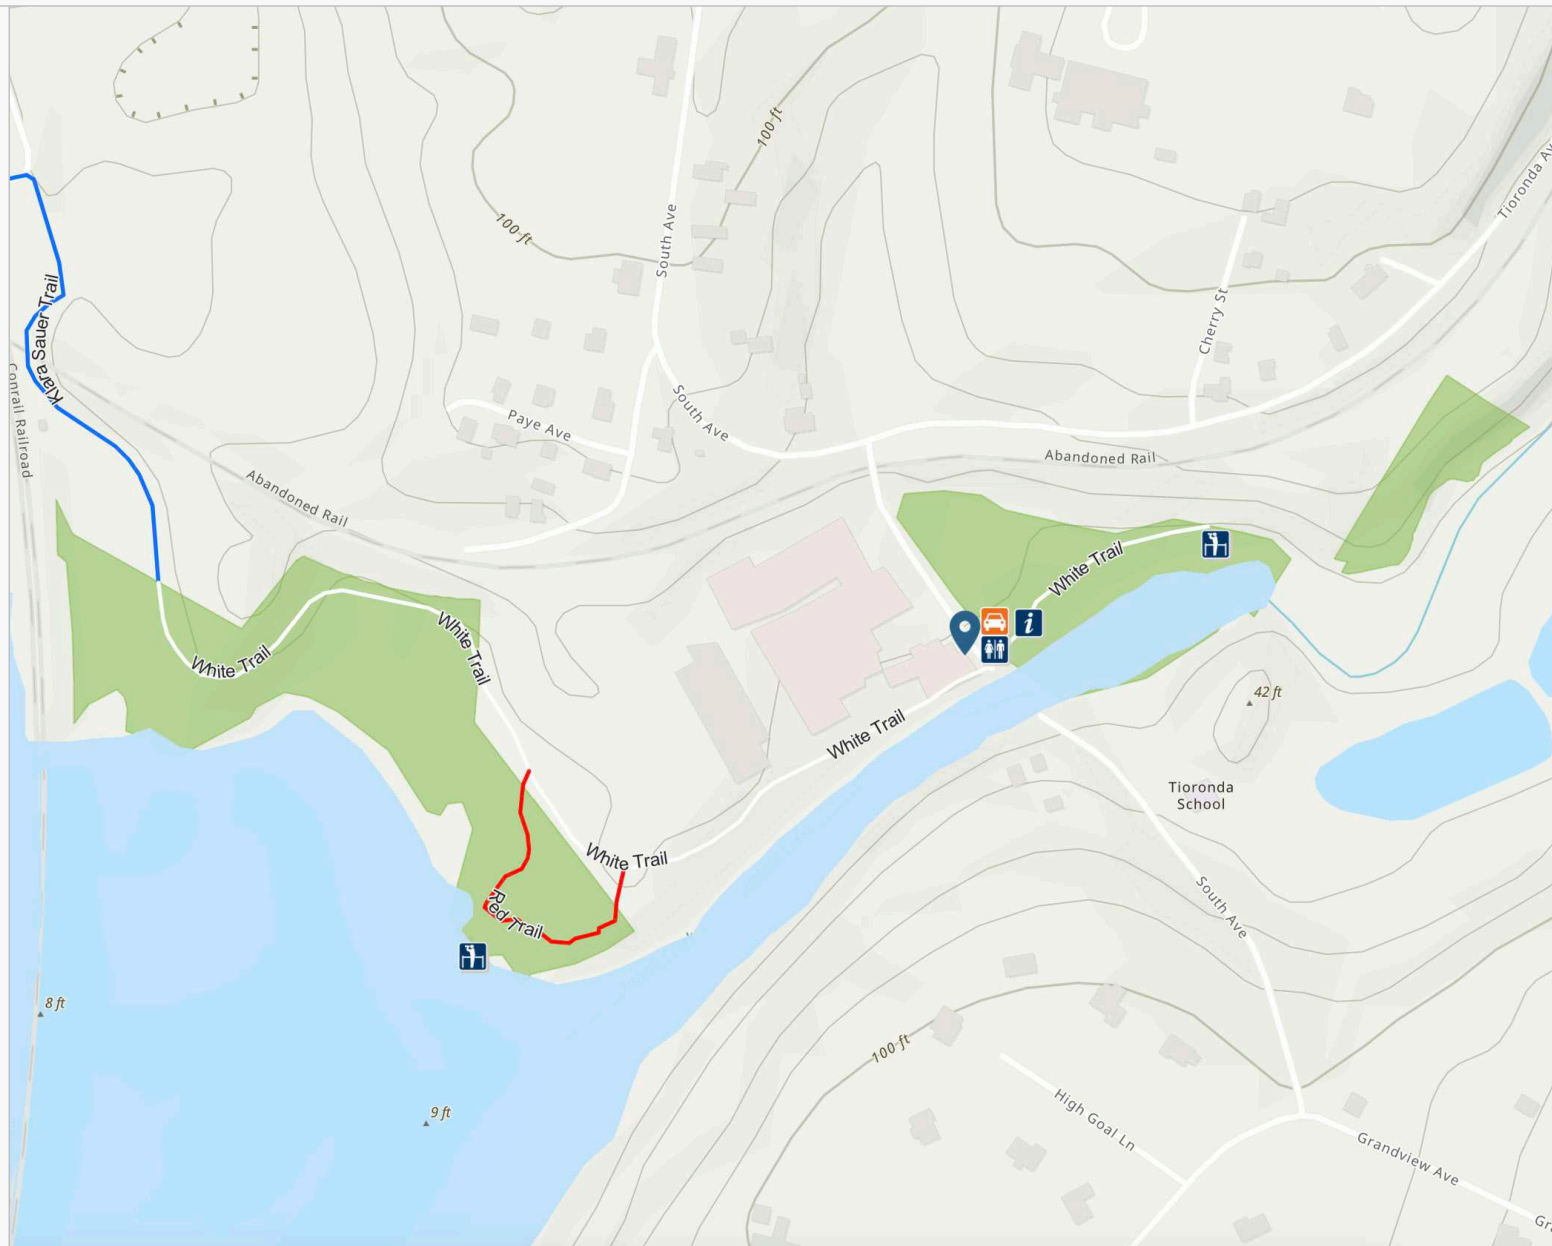 100-ft
Tioronda Av
100-ft
South Ave
Klara Sauer Trail
Cherry St
Conrail Railroad
South Ave
Paye Ave
Abandoned Rail
Abandoned Rail
White Trail
i
White Trail
White Trail
42 ft
White Trail
Tioronda
School
White Trail
Red Trail
South Ave
8 ft
100-ft
9 ft
High Goal Ln
Grandview Ave
Gr